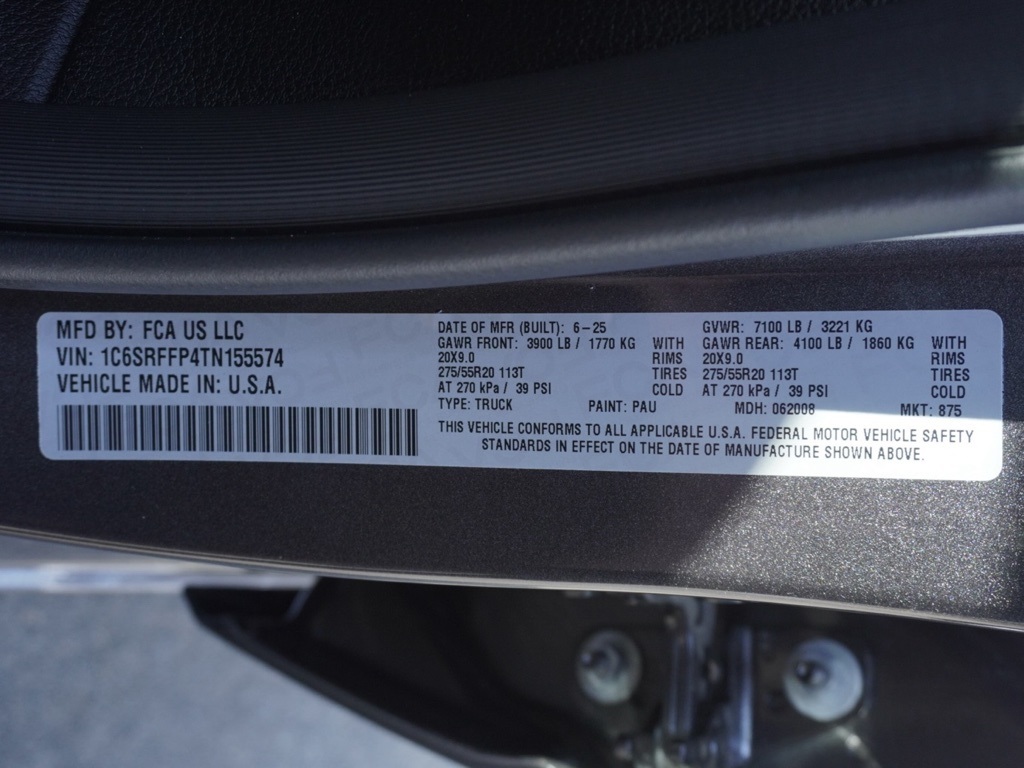 MFD BY: FCA US LLC
VIN: 1C6SRFFP4TN155574
VEHICLE MADE IN: U.S.A.
DATE OF MFR (BUILT): 6-25
GAWR FRONT: 3900 LB / 1770 KG WITH
20X9.0 RIMS
275/55R20 113T TIRES
AT 270 kPa / 39 PSI COLD
TYPE: TRUCK PAINT: PAU
GVWR: 7100 LB / 3221 KG
GAWR REAR: 4100 LB / 1860 KG WITH
20X9.0 RIMS
275/55R20 113T TIRES
AT 270 kPa / 39 PSI COLD
MDH: 062008 MKT: 875
THIS VEHICLE CONFORMS TO ALL APPLICABLE U.S.A. FEDERAL MOTOR VEHICLE SAFETY
STANDARDS IN EFFECT ON THE DATE OF MANUFACTURE SHOWN ABOVE.